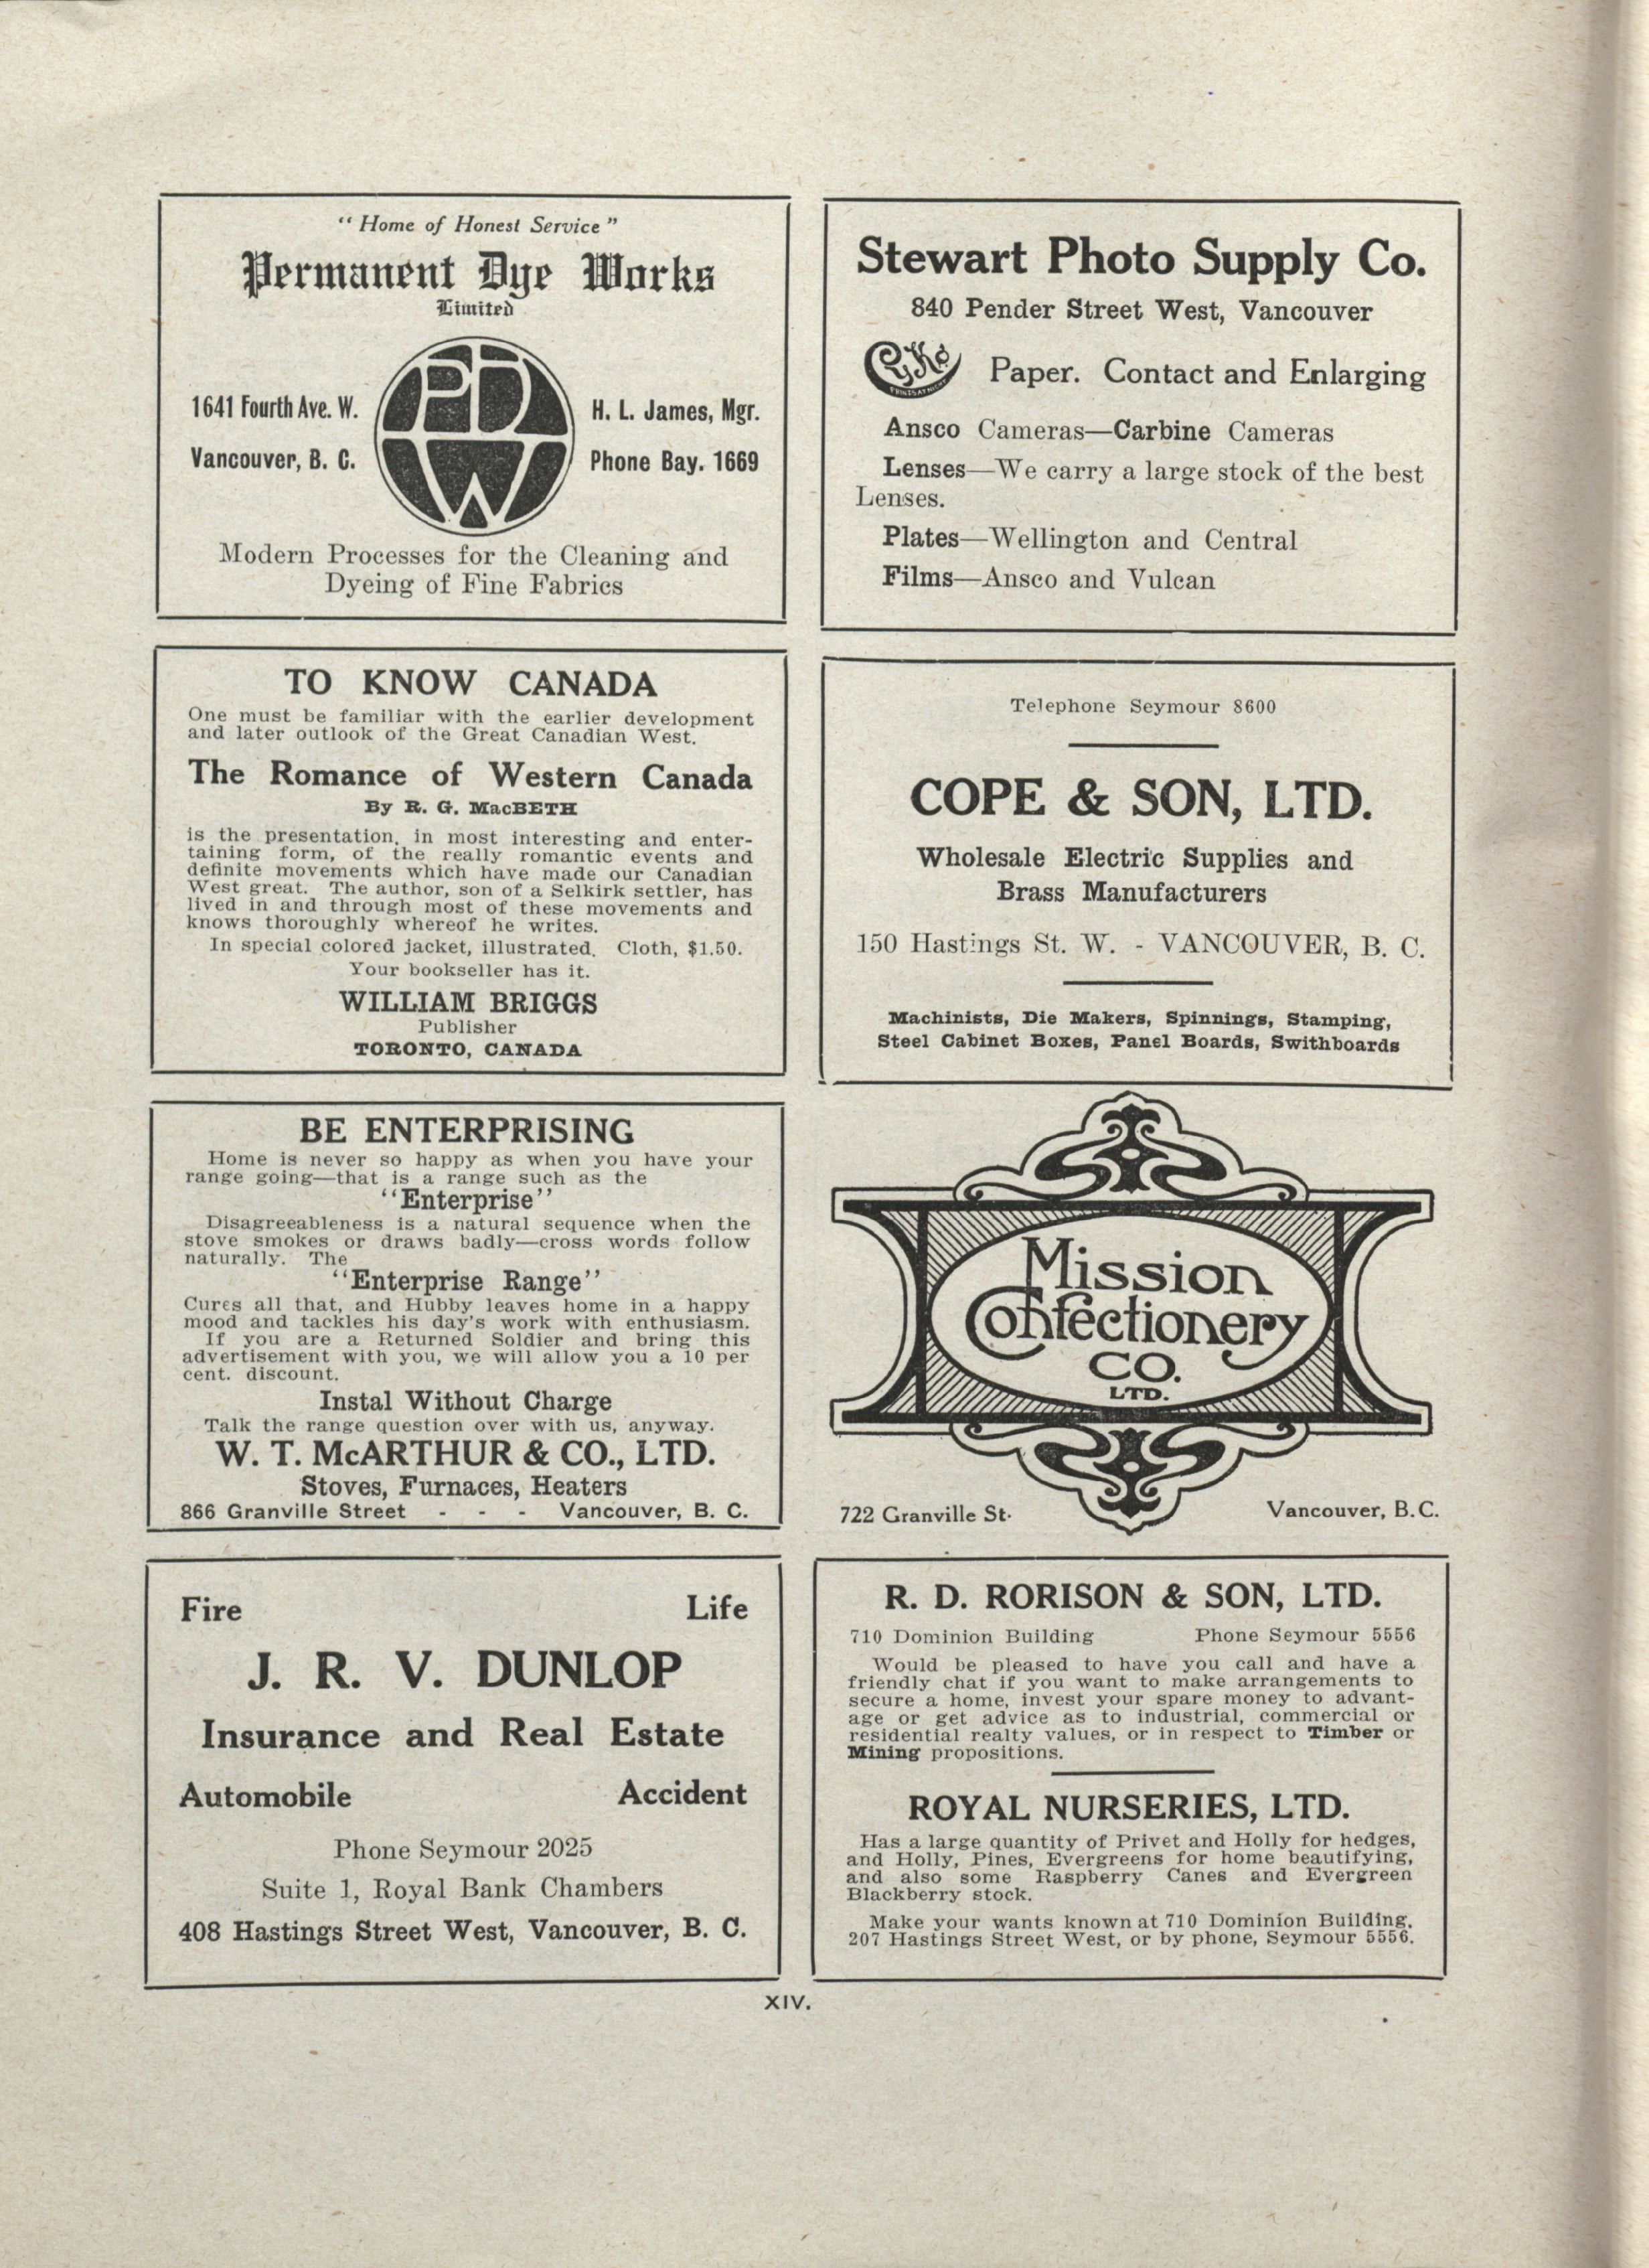 " Home of Honest Service "
Permanent Dye Works
Limited
1641 Fourth Ave. W.
Vancouver, B. C.
PDW
H. L. James, Mgr.
Phone Bay. 1669
Modern Processes for the Cleaning and
Dyeing of Fine Fabrics
Stewart Photo Supply Co.
840 Pender Street West, Vancouver
Cyko Paper. Contact and Enlarging
Ansco Cameras—Carbine Cameras
Lenses—We carry a large stock of the best
Lenses.
Plates—Wellington and Central
Films—Ansco and Vulcan
TO KNOW CANADA
One must be familiar with the earlier development
and later outlook of the Great Canadian West.
The Romance of Western Canada
By R. G. MacBETH
is the presentation, in most interesting and enter-
taining form, of the really romantic events and
definite movements which have made our Canadian
West great. The author, son of a Selkirk settler, has
lived in and through most of these movements and
knows thoroughly whereof he writes.
In special colored jacket, illustrated. Cloth, $1.50.
Your bookseller has it.
WILLIAM BRIGGS
Publisher
TORONTO, CANADA
Telephone Seymour 8600
COPE & SON, LTD.
Wholesale Electric Supplies and
Brass Manufacturers
150 Hastings St. W. - VANCOUVER, B. C.
Machinists, Die Makers, Spinnings, Stamping,
Steel Cabinet Boxes, Panel Boards, Swithboards
BE ENTERPRISING
Home is never so happy as when you have your
range going—that is a range such as the
"Enterprise"
Disagreeableness is a natural sequence when the
stove smokes or draws badly—cross words follow
naturally. The
"Enterprise Range"
Cures all that, and Hubby leaves home in a happy
mood and tackles his day's work with enthusiasm.
If you are a Returned Soldier and bring this
advertisement with you, we will allow you a 10 per
cent. discount.
Instal Without Charge
Talk the range question over with us, anyway.
W. T. McARTHUR & CO., LTD.
Stoves, Furnaces, Heaters
866 Granville Street - - - Vancouver, B. C.
Mission
Confectionery
CO.
LTD.
722 Granville St.
Vancouver, B.C.
Fire Life
J. R. V. DUNLOP
Insurance and Real Estate
Automobile Accident
Phone Seymour 2025
Suite 1, Royal Bank Chambers
408 Hastings Street West, Vancouver, B. C.
R. D. RORISON & SON, LTD.
710 Dominion Building Phone Seymour 5556
Would be pleased to have you call and have a
friendly chat if you want to make arrangements to
secure a home, invest your spare money to advant-
age or get advice as to industrial, commercial or
residential realty values, or in respect to Timber or
Mining propositions.
ROYAL NURSERIES, LTD.
Has a large quantity of Privet and Holly for hedges,
and Holly, Pines, Evergreens for home beautifying,
and also some Raspberry Canes and Evergreen
Blackberry stock.
Make your wants known at 710 Dominion Building,
207 Hastings Street West, or by phone, Seymour 5556.
XIV.